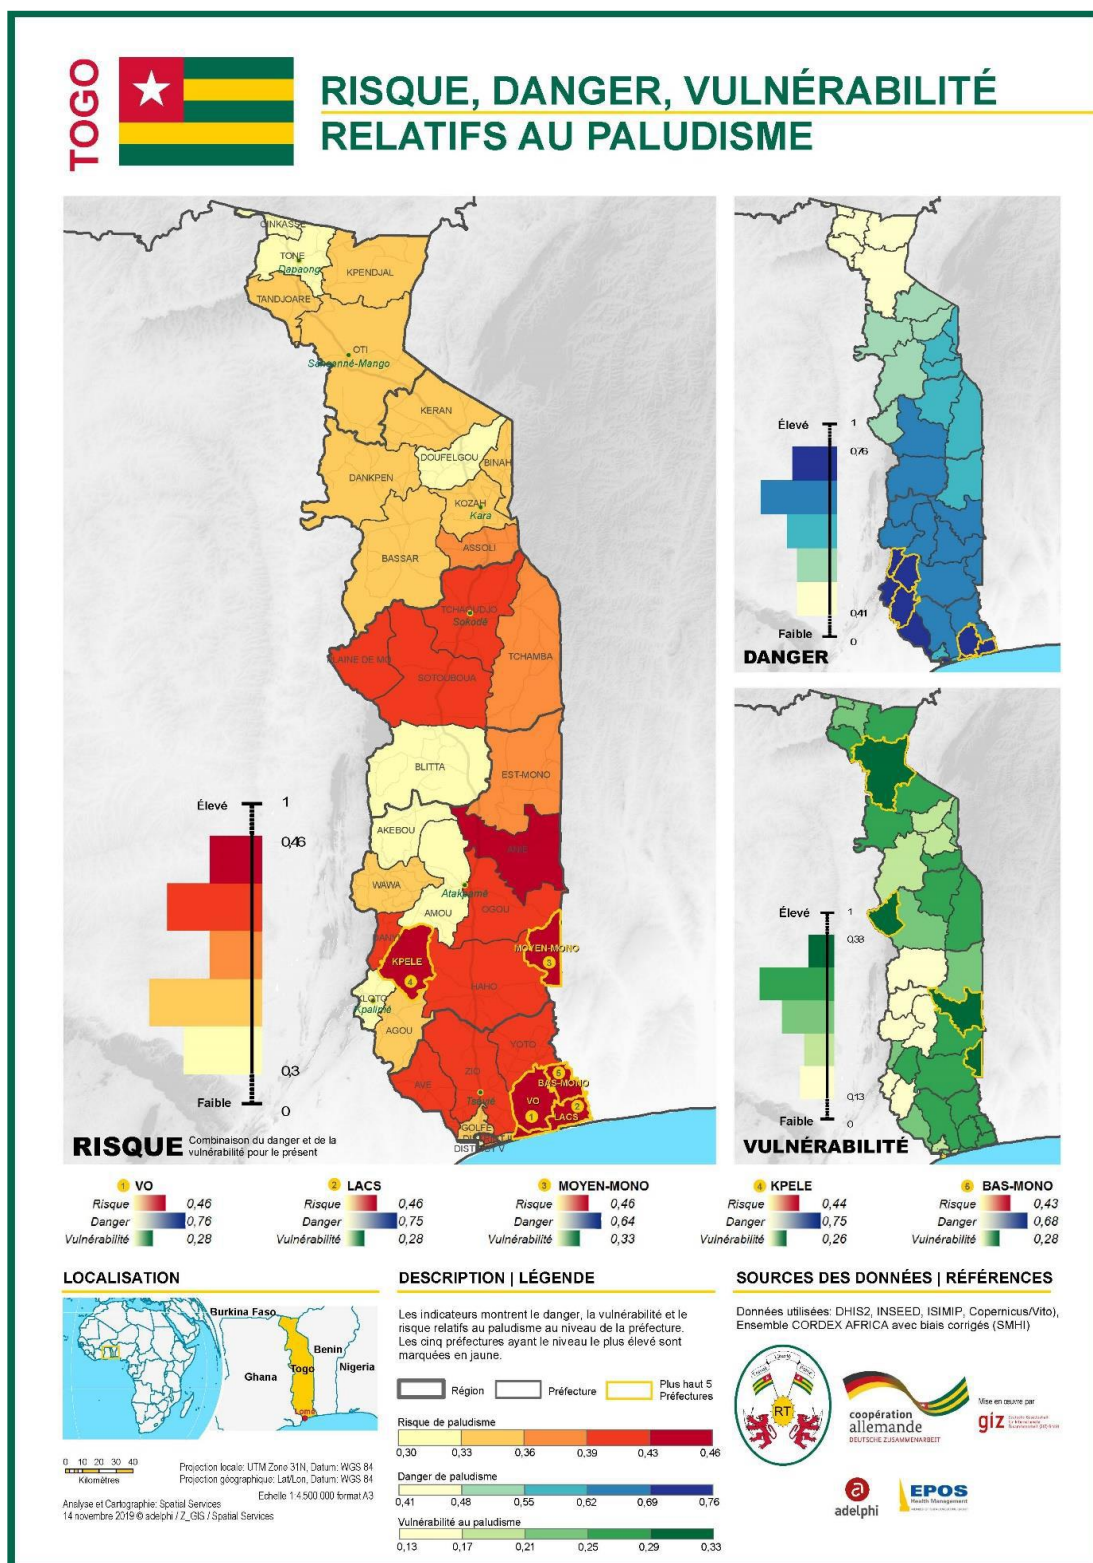 TOGO
RISQUE, DANGER, VULNÉRABILITÉ
RELATIFS AU PALUDISME
CINKASSE
TONE
Dapaong
KPENDJAL
TANDJOARE
OTI
Sansanné-Mango
KERAN
DOUFELGOU
BINAH
DANKPEN
KOZAH
Kara
ASSOLI
BASSAR
TCHAOUDJO
Sokodé
TCHAMBA
PLAINE DE MO
SOTOUBOUA
BLITTA
EST-MONO
AKEBOU
ANIE
WAWA
Atakpamé
AMOU
OGOU
DANYI
KPELE
4
MOYEN-MONO
3
HAHO
KLOTO
Kpalimé
AGOU
YOTO
AVE
ZIO
Tsévié
5
BAS-MONO
VO
1
2
LACS
GOLFE
DISTRICT V
Élevé
1
0,46
0,3
Faible
0
RISQUE
Combinaison du danger et de la
vulnérabilité pour le présent
Élevé
1
0,76
0,41
Faible
0
DANGER
Élevé
1
0,33
0,13
Faible
0
VULNÉRABILITÉ
1 VO
Risque 0,46
Danger 0,76
Vulnérabilité 0,28
2 LACS
Risque 0,46
Danger 0,75
Vulnérabilité 0,28
3 MOYEN-MONO
Risque 0,46
Danger 0,64
Vulnérabilité 0,33
4 KPELE
Risque 0,44
Danger 0,75
Vulnérabilité 0,26
5 BAS-MONO
Risque 0,43
Danger 0,68
Vulnérabilité 0,28
LOCALISATION
Burkina Faso
Benin
Nigeria
Togo
Ghana
Lomé
0 10 20 30 40
Kilomètres
Projection locale: UTM Zone 31N, Datum: WGS 84
Projection géographique: Lat/Lon, Datum: WGS 84
Echelle 1:4.500 000 format A3
Analyse et Cartographie: Spatial Services
14 novembre 2019 © adelphi / Z_GIS / Spatial Services
DESCRIPTION | LÉGENDE
Les indicateurs montrent le danger, la vulnérabilité et le
risque relatifs au paludisme au niveau de la préfecture.
Les cinq préfectures ayant le niveau le plus élevé sont
marquées en jaune.
Région
Préfecture
Plus haut 5
Préfectures
Risque de paludisme
0,30 0,33 0,36 0,39 0,43 0,46
Danger de paludisme
0,41 0,48 0,55 0,62 0,69 0,76
Vulnérabilité au paludisme
0,13 0,17 0,21 0,25 0,29 0,33
SOURCES DES DONNÉES | RÉFÉRENCES
Données utilisées: DHIS2, INSEED, ISIMIP, Copernicus/Vito),
Ensemble CORDEX AFRICA avec biais corrigés (SMHI)
RT
coopération
allemande
DEUTSCHE ZUSAMMENARBEIT
Mise en œuvre par
giz
adelphi
EPOS
Health Management